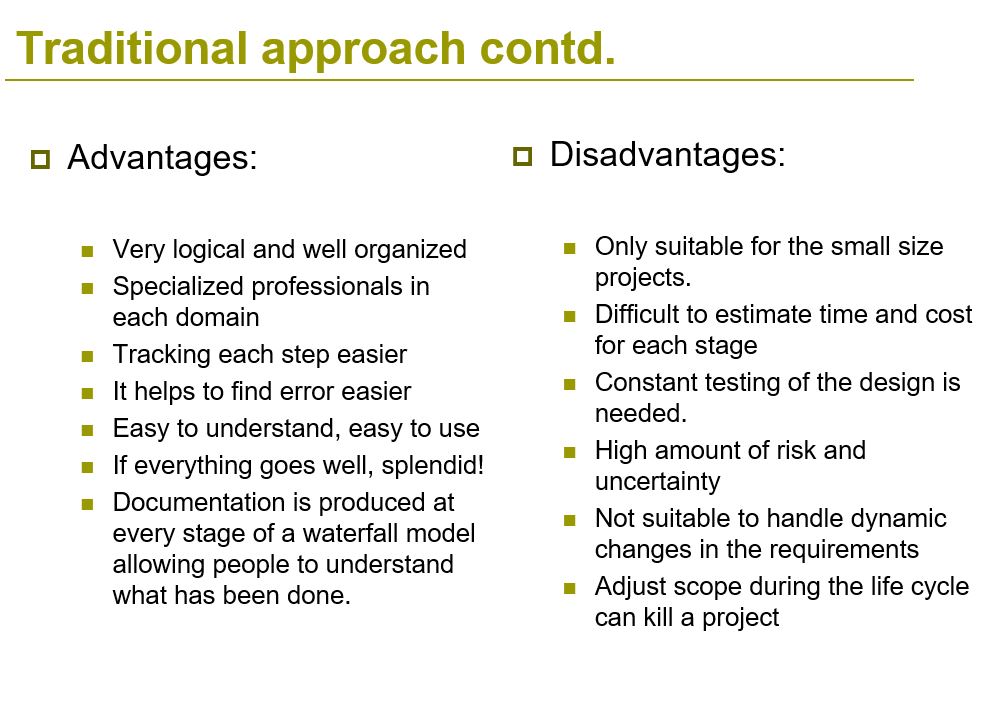 Traditional approach contd.
Advantages:
Very logical and well organized
Specialized professionals in
each domain
Tracking each step easier
It helps to find error easier
Easy to understand, easy to use
If everything goes well, splendid!
Documentation is produced at
every stage of a waterfall model
allowing people to understand
what has been done.
Disadvantages:
Only suitable for the small size
projects.
Difficult to estimate time and cost
for each stage
Constant testing of the design is
needed.
High amount of risk and
uncertainty
Not suitable to handle dynamic
changes in the requirements
Adjust scope during the life cycle
can kill a project